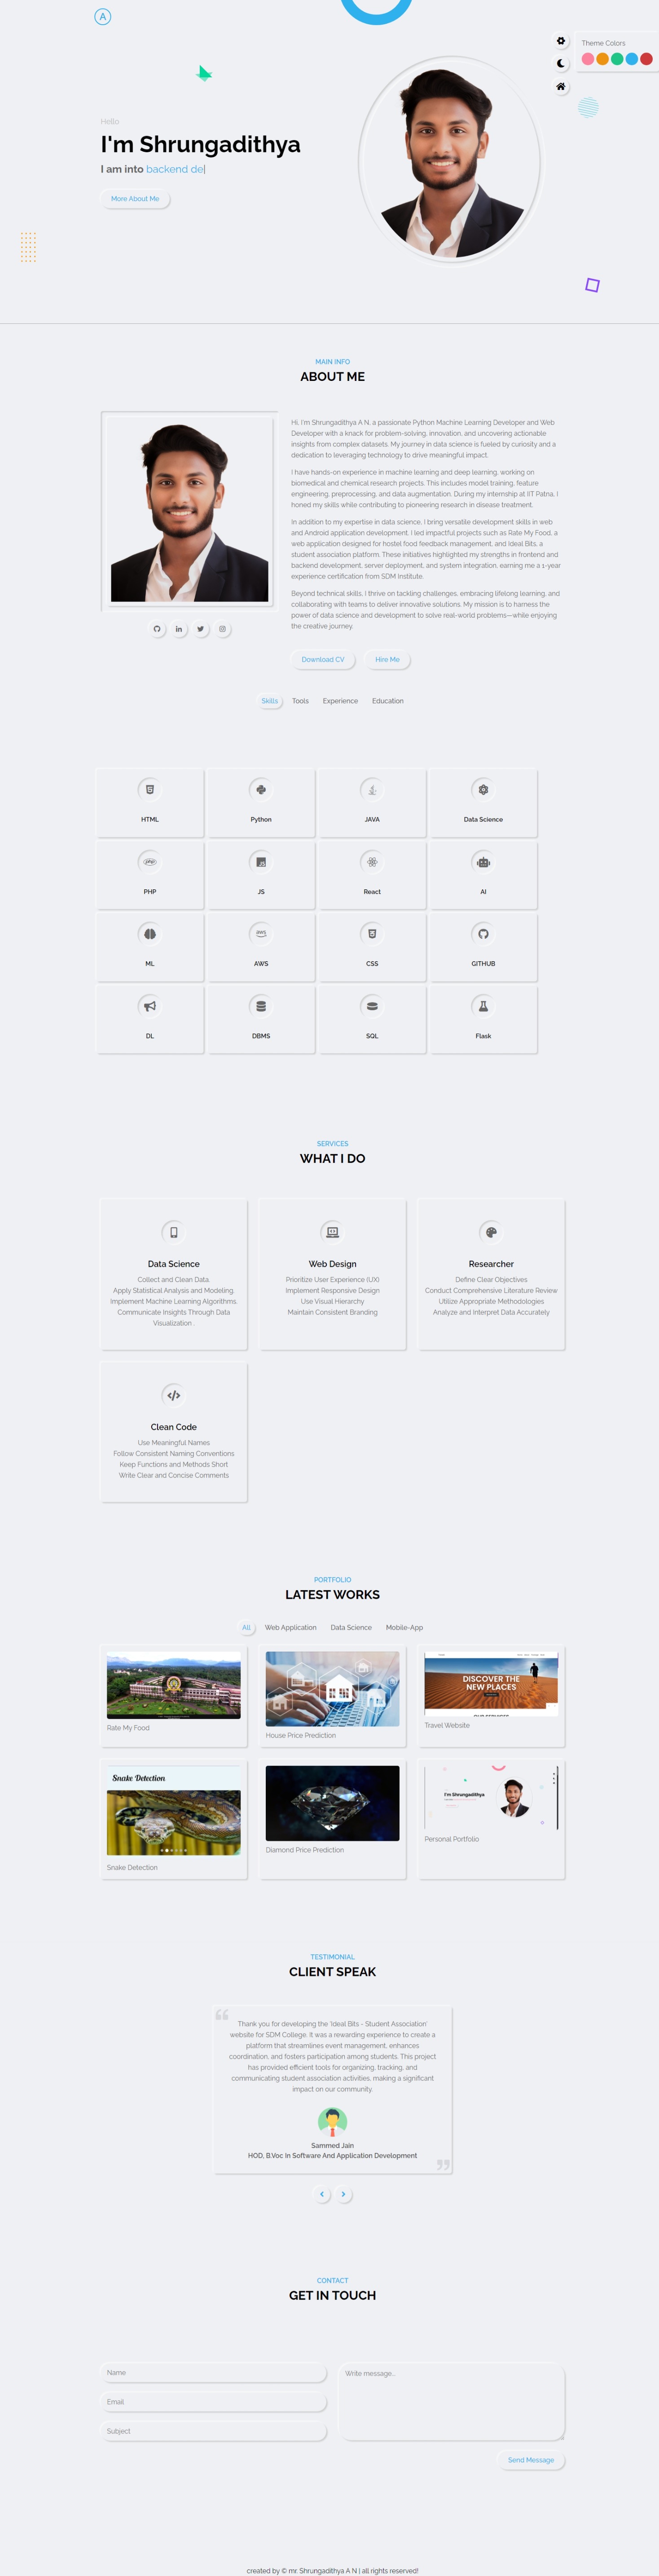 A
Theme Colors
Hello
I'm Shrungadithya
I am into backend de|
More About Me
MAIN INFO
ABOUT ME
Hi, I'm Shrungadithya A N, a passionate Python Machine Learning Developer and Web
Developer with a knack for problem-solving, innovation, and uncovering actionable
insights from complex datasets. My journey in data science is fueled by curiosity and a
dedication to leveraging technology to drive meaningful impact.
I have hands-on experience in machine learning and deep learning, working on
biomedical and chemical research projects. This includes model training, feature
engineering, preprocessing, and data augmentation. During my internship at IIT Patna, I
honed my skills while contributing to pioneering research in disease treatment.
In addition to my expertise in data science, I bring versatile development skills in web
and Android application development. I led impactful projects such as Rate My Food, a
web application designed for hostel food feedback management, and Ideal Bits, a
student association platform. These initiatives highlighted my strengths in frontend and
backend development, server deployment, and system integration, earning me a 1-year
experience certification from SDM Institute.
Beyond technical skills, I thrive on tackling challenges, embracing lifelong learning, and
collaborating with teams to deliver innovative solutions. My mission is to harness the
power of data science and development to solve real-world problems—while enjoying
the creative journey.
Download CV
Hire Me
Skills
Tools
Experience
Education
HTML
Python
JAVA
Data Science
PHP
JS
React
AI
ML
aws
AWS
CSS
GITHUB
DL
DBMS
SQL
Flask
SERVICES
WHAT I DO
Data Science
Collect and Clean Data.
Apply Statistical Analysis and Modeling.
Implement Machine Learning Algorithms.
Communicate Insights Through Data
Visualization .
Web Design
Prioritize User Experience (UX)
Implement Responsive Design
Use Visual Hierarchy
Maintain Consistent Branding
Researcher
Define Clear Objectives
Conduct Comprehensive Literature Review
Utilize Appropriate Methodologies
Analyze and Interpret Data Accurately
Clean Code
Use Meaningful Names
Follow Consistent Naming Conventions
Keep Functions and Methods Short
Write Clear and Concise Comments
PORTFOLIO
LATEST WORKS
All
Web Application
Data Science
Mobile-App
Rate My Food
House Price Prediction
DISCOVER THE
NEW PLACES
Travel Website
Snake Detection
Snake Detection
Diamond Price Prediction
I'm Shrungadithya
Personal Portfolio
TESTIMONIAL
CLIENT SPEAK
Thank you for developing the 'Ideal Bits - Student Association'
website for SDM College. It was a rewarding experience to create a
platform that streamlines event management, enhances
coordination, and fosters participation among students. This project
has provided efficient tools for organizing, tracking, and
communicating student association activities, making a significant
impact on our community.
Sammed Jain
HOD, B.Voc In Software And Application Development
CONTACT
GET IN TOUCH
Name
Email
Subject
Write message...
Send Message
created by © mr. Shrungadithya A N | all rights reserved!